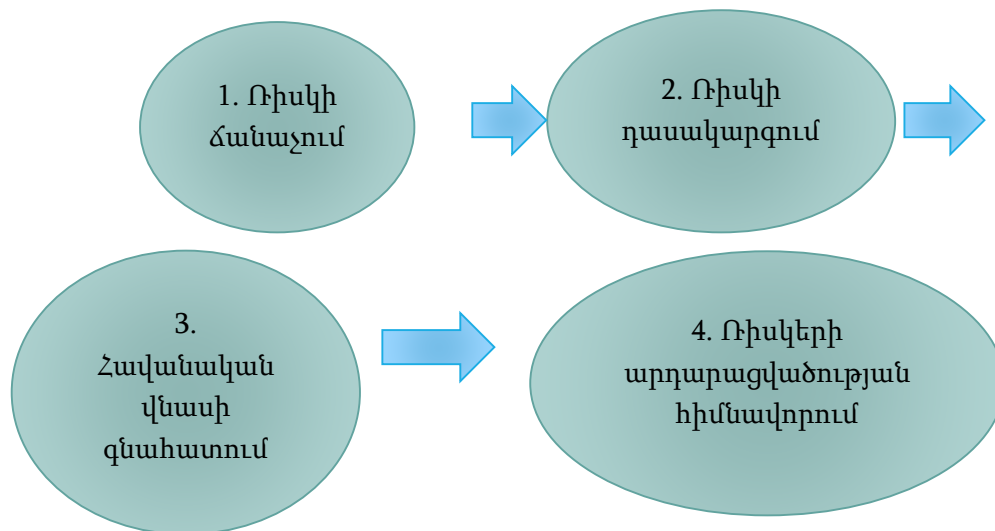 1. Ռիսկի
ճանաչում
2. Ռիսկի
դասակարգում
3.
Հավանական
վնասի
գնահատում
4. Ռիսկերի
արդարացվածության
հիմնավորում